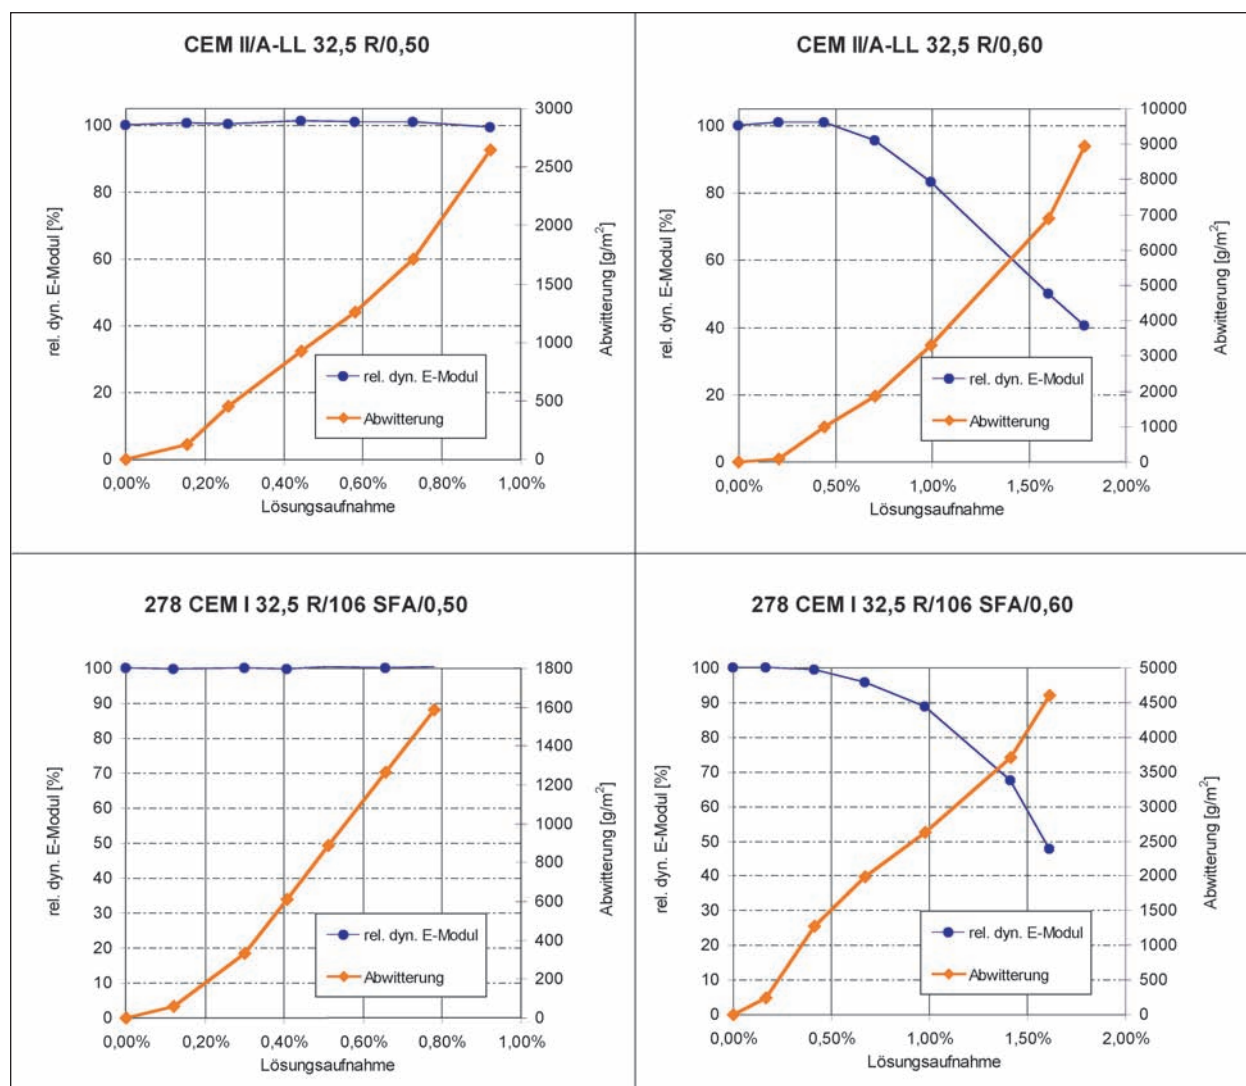 CEM II/A-LL 32,5 R/0,50
rel. dyn. E-Modul [%]
100
80
60
40
20
0
3000
2500
2000
1500
1000
500
0
Abwitterung [g/m²]
rel. dyn. E-Modul
Abwitterung
0,00% 0,20% 0,40% 0,60% 0,80% 1,00%
Lösungsaufnahme
CEM II/A-LL 32,5 R/0,60
rel. dyn. E-Modul [%]
100
80
60
40
20
0
10000
9000
8000
7000
6000
5000
4000
3000
2000
1000
0
Abwitterung [g/m²]
rel. dyn. E-Modul
Abwitterung
0,00% 0,50% 1,00% 1,50% 2,00%
Lösungsaufnahme
278 CEM I 32,5 R/106 SFA/0,50
rel. dyn. E-Modul [%]
100
90
80
70
60
50
40
30
20
10
0
1800
1600
1400
1200
1000
800
600
400
200
0
Abwitterung [g/m²]
rel. dyn. E-Modul
Abwitterung
0,00% 0,20% 0,40% 0,60% 0,80% 1,00%
Lösungsaufnahme
278 CEM I 32,5 R/106 SFA/0,60
rel. dyn. E-Modul [%]
100
90
80
70
60
50
40
30
20
10
0
5000
4500
4000
3500
3000
2500
2000
1500
1000
500
0
Abwitterung [g/m²]
rel. dyn. E-Modul
Abwitterung
0,00% 0,50% 1,00% 1,50% 2,00%
Lösungsaufnahme